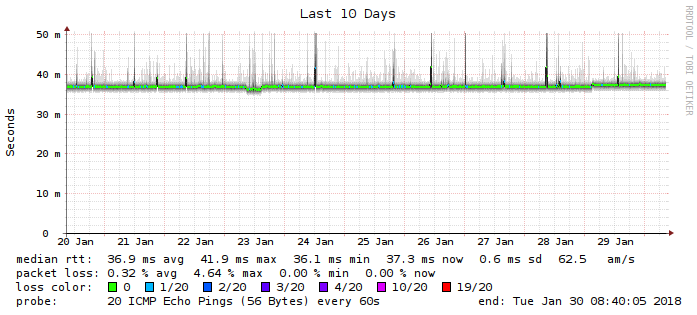 Last 10 Days
RRDTOOL / TOBI OETIKER
Seconds
50 m
40 m
30 m
20 m
10 m
0
20 Jan 21 Jan 22 Jan 23 Jan 24 Jan 25 Jan 26 Jan 27 Jan 28 Jan 29 Jan
median rtt: 36.9 ms avg 41.9 ms max 36.1 ms min 37.3 ms now 0.6 ms sd 62.5 am/s
packet loss: 0.32 % avg 4.64 % max 0.00 % min 0.00 % now
loss color: 0 1/20 2/20 3/20 4/20 10/20 19/20
probe: 20 ICMP Echo Pings (56 Bytes) every 60s end: Tue Jan 30 08:40:05 2018